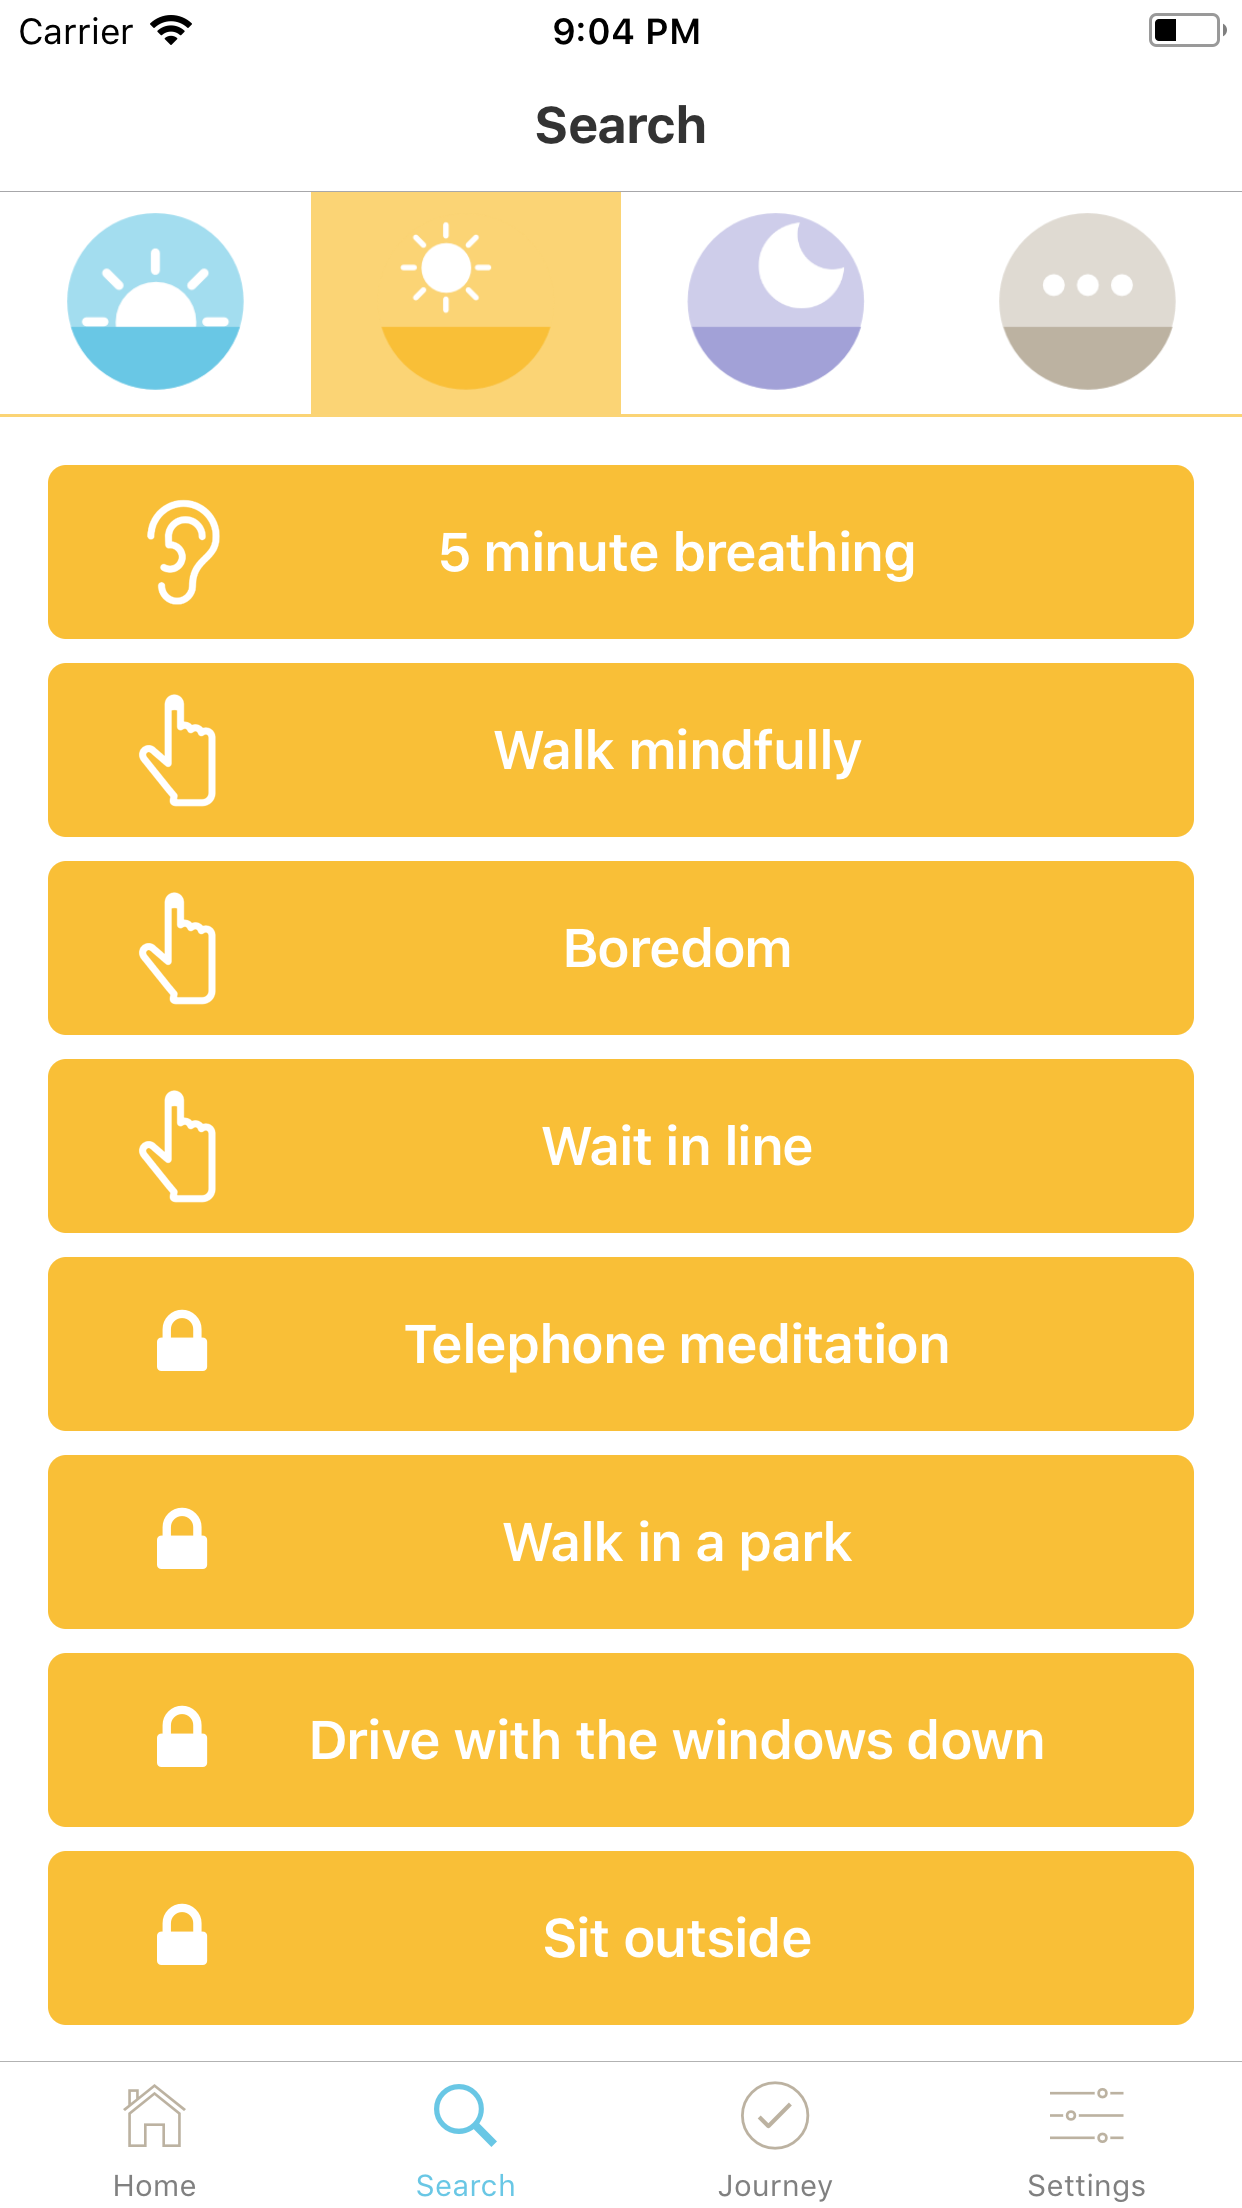 Carrier 9:04 PM
Search
5 minute breathing
Walk mindfully
Boredom
Wait in line
Telephone meditation
Walk in a park
Drive with the windows down
Sit outside
Home Search Journey Settings